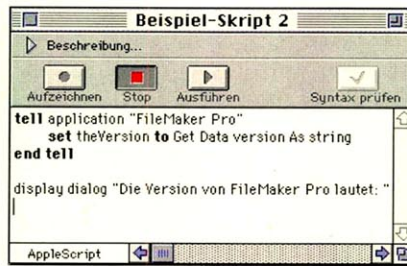 Beispiel-Skript 2
Beschreibung...
Aufzeichnen Stop Ausführen Syntax prüfen
tell application "FileMaker Pro"
set theVersion to Get Data version As string
end tell
display dialog "Die Version von FileMaker Pro lautet: "
AppleScript